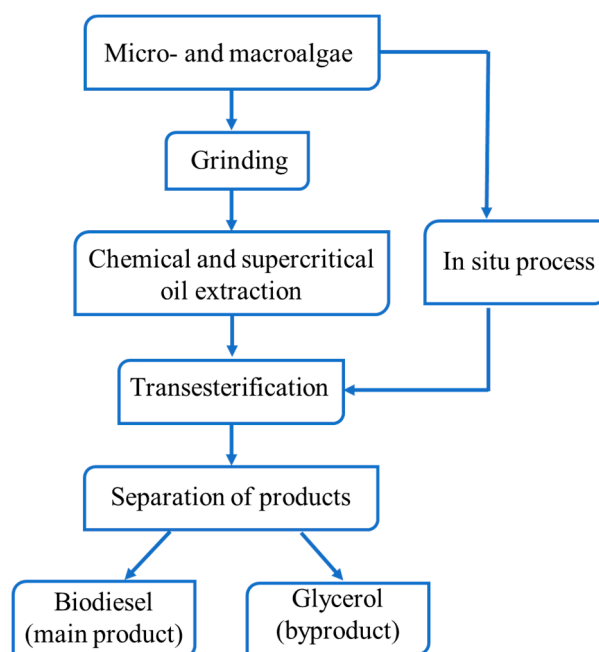 Micro- and macroalgae
Grinding
Chemical and supercritical
oil extraction
In situ process
Transesterification
Separation of products
Biodiesel
(main product)
Glycerol
(byproduct)